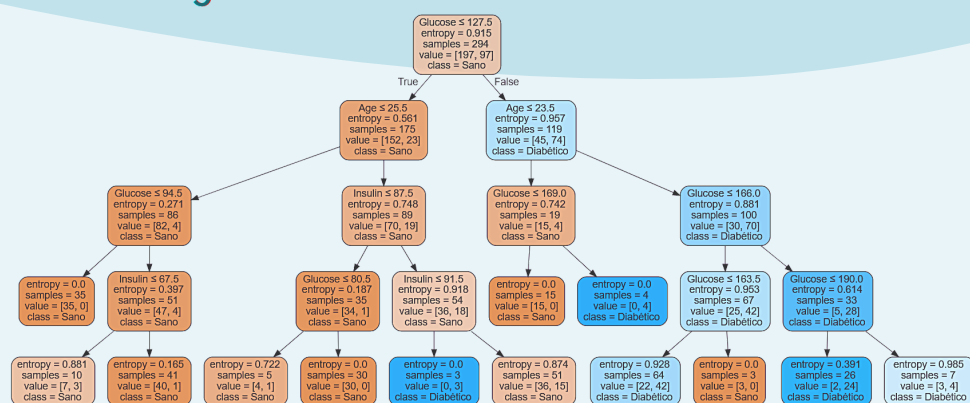 Glucose ≤ 127.5
entropy = 0.915
samples = 294
value = [197, 97]
class = Sano
True
False
Age ≤ 25.5
entropy = 0.561
samples = 175
value = [152, 23]
class = Sano
Age ≤ 23.5
entropy = 0.957
samples = 119
value = [45, 74]
class = Diabético
Glucose ≤ 94.5
entropy = 0.271
samples = 86
value = [82, 4]
class = Sano
Insulin ≤ 87.5
entropy = 0.748
samples = 89
value = [70, 19]
class = Sano
Glucose ≤ 169.0
entropy = 0.742
samples = 19
value = [15, 4]
class = Sano
Glucose ≤ 166.0
entropy = 0.881
samples = 100
value = [30, 70]
class = Diabético
entropy = 0.0
samples = 35
value = [35, 0]
class = Sano
Insulin ≤ 67.5
entropy = 0.397
samples = 51
value = [47, 4]
class = Sano
Glucose ≤ 80.5
entropy = 0.187
samples = 35
value = [34, 1]
class = Sano
Insulin ≤ 91.5
entropy = 0.918
samples = 54
value = [36, 18]
class = Sano
entropy = 0.0
samples = 15
value = [15, 0]
class = Sano
entropy = 0.0
samples = 4
value = [0, 4]
class = Diabético
Glucose ≤ 163.5
entropy = 0.953
samples = 67
value = [25, 42]
class = Diabético
Glucose ≤ 190.0
entropy = 0.614
samples = 33
value = [5, 28]
class = Diabético
entropy = 0.881
samples = 10
value = [7, 3]
class = Sano
entropy = 0.165
samples = 41
value = [40, 1]
class = Sano
entropy = 0.722
samples = 5
value = [4, 1]
class = Sano
entropy = 0.0
samples = 30
value = [30, 0]
class = Sano
entropy = 0.0
samples = 3
value = [0, 3]
class = Diabético
entropy = 0.874
samples = 51
value = [36, 15]
class = Sano
entropy = 0.928
samples = 64
value = [22, 42]
class = Diabético
entropy = 0.0
samples = 3
value = [3, 0]
class = Sano
entropy = 0.391
samples = 26
value = [2, 24]
class = Diabético
entropy = 0.985
samples = 7
value = [3, 4]
class = Diabético